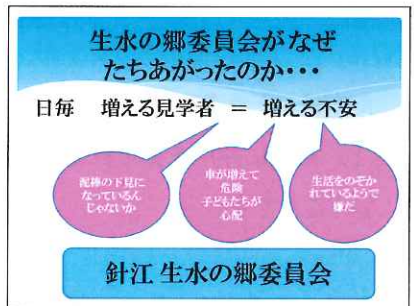 生水の郷委員会がなぜ
たちあがったのか・・・
日毎　増える見学者　＝　増える不安
泥棒の下見に
なっているん
じゃないか
車が増えて
危険
子どもたちが
心配
生活をのぞか
れているようで
嫌だ
針江 生水の郷委員会